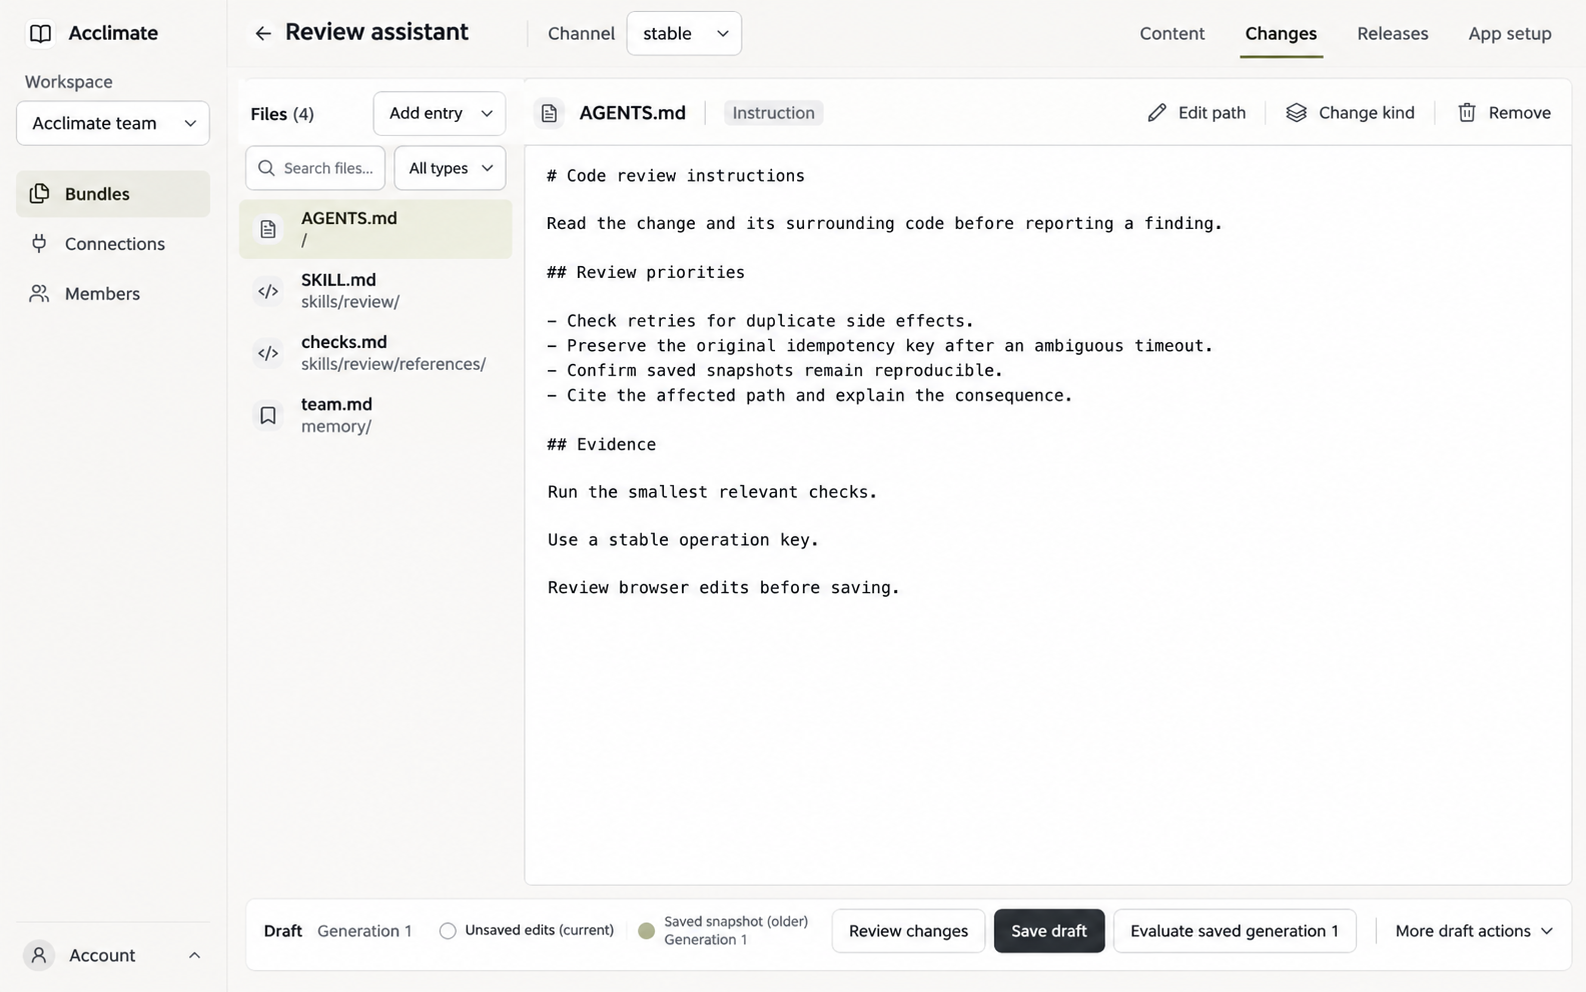 Acclimate
Workspace
Acclimate team
Bundles
Connections
Members
Account
Review assistant
Channel
stable
Content
Changes
Releases
App setup
Files (4)
Add entry
Search files...
All types
AGENTS.md
/
SKILL.md
skills/review/
checks.md
skills/review/references/
team.md
memory/
AGENTS.md
Instruction
Edit path
Change kind
Remove
# Code review instructions
Read the change and its surrounding code before reporting a finding.
## Review priorities
- Check retries for duplicate side effects.
- Preserve the original idempotency key after an ambiguous timeout.
- Confirm saved snapshots remain reproducible.
- Cite the affected path and explain the consequence.
## Evidence
Run the smallest relevant checks.
Use a stable operation key.
Review browser edits before saving.
Draft
Generation 1
Unsaved edits (current)
Saved snapshot (older)
Generation 1
Review changes
Save draft
Evaluate saved generation 1
More draft actions